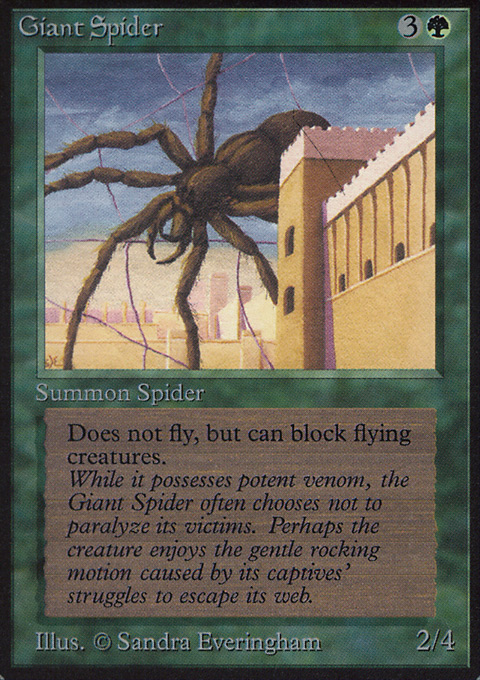 Giant Spider 3
Summon Spider
Does not fly, but can block flying
creatures.
While it possesses potent venom, the
Giant Spider often chooses not to
paralyze its victims. Perhaps the
creature enjoys the gentle rocking
motion caused by its captives'
struggles to escape its web.
Illus. © Sandra Everingham 2/4